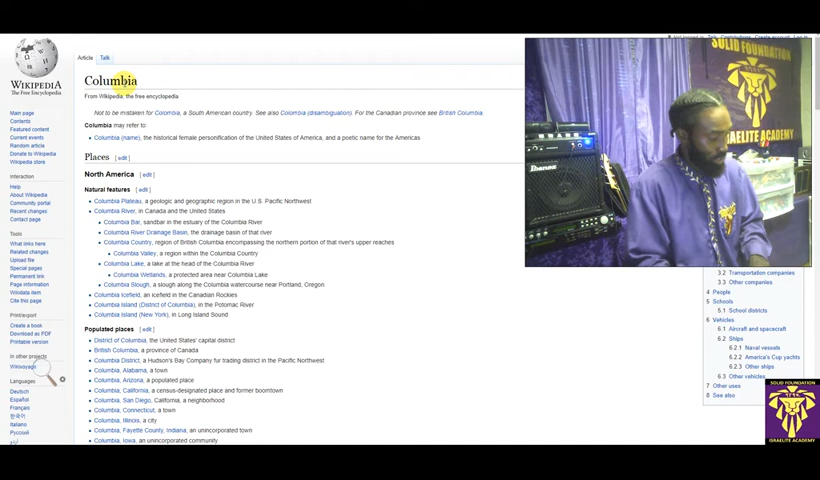 WIKIPEDIA
The Free Encyclopedia
Main page
Contents
Featured content
Current events
Random article
Donate to Wikipedia
Wikipedia store
Interaction
Help
About Wikipedia
Community portal
Recent changes
Contact page
Tools
What links here
Related changes
Upload file
Special pages
Permanent link
Page information
Wikidata item
Cite this page
Print/export
Create a book
Download as PDF
Printable version
In other projects
Wikivoyage
Languages
Deutsch
Español
Français
한국어
Italiano
Русский
اردو
Article Talk
Columbia
From Wikipedia, the free encyclopedia
Not to be mistaken for Colombia, a South American country. See also Colombia (disambiguation). For the Canadian province see British Columbia.
Columbia may refer to:
Columbia (name), the historical female personification of the United States of America, and a poetic name for the Americas
Places [ edit ]
North America [ edit ]
Natural features [ edit ]
Columbia Plateau, a geologic and geographic region in the U.S. Pacific Northwest
Columbia River, in Canada and the United States
Columbia Bar, sandbar in the estuary of the Columbia River
Columbia River Drainage Basin, the drainage basin of that river
Columbia Country, region of British Columbia encompassing the northern portion of that river's upper reaches
Columbia Valley, a region within the Columbia Country
Columbia Lake, a lake at the head of the Columbia River
Columbia Wetlands, a protected area near Columbia Lake
Columbia Slough, a slough along the Columbia watercourse near Portland, Oregon
Columbia Icefield, an icefield in the Canadian Rockies
Columbia Island (District of Columbia), in the Potomac River
Columbia Island (New York), in Long Island Sound
Populated places [ edit ]
District of Columbia, the United States' capital district
British Columbia, a province of Canada
Columbia District, a Hudson's Bay Company fur trading district in the Pacific Northwest
Columbia, Alabama, a town
Columbia, Arizona, a populated place
Columbia, California, a census-designated place and former boomtown
Columbia, San Diego, California, a neighborhood
Columbia, Connecticut, a town
Columbia, Illinois, a city
Columbia, Fayette County, Indiana, an unincorporated town
Columbia, Iowa, an unincorporated community
SOLID FOUNDATION
ISRAELITE ACADEMY
Ibanez
3.2 Transportation companies
3.3 Other companies
4 People
5 Schools
5.1 School districts
6 Vehicles
6.1 Aircraft and spacecraft
6.2 Ships
6.2.1 Naval vessels
6.2.2 America's Cup yachts
6.2.3 Other ships
6.3 Other vehicles
7 Other uses
8 See also
SOLID FOUNDATION
ISRAELITE ACADEMY